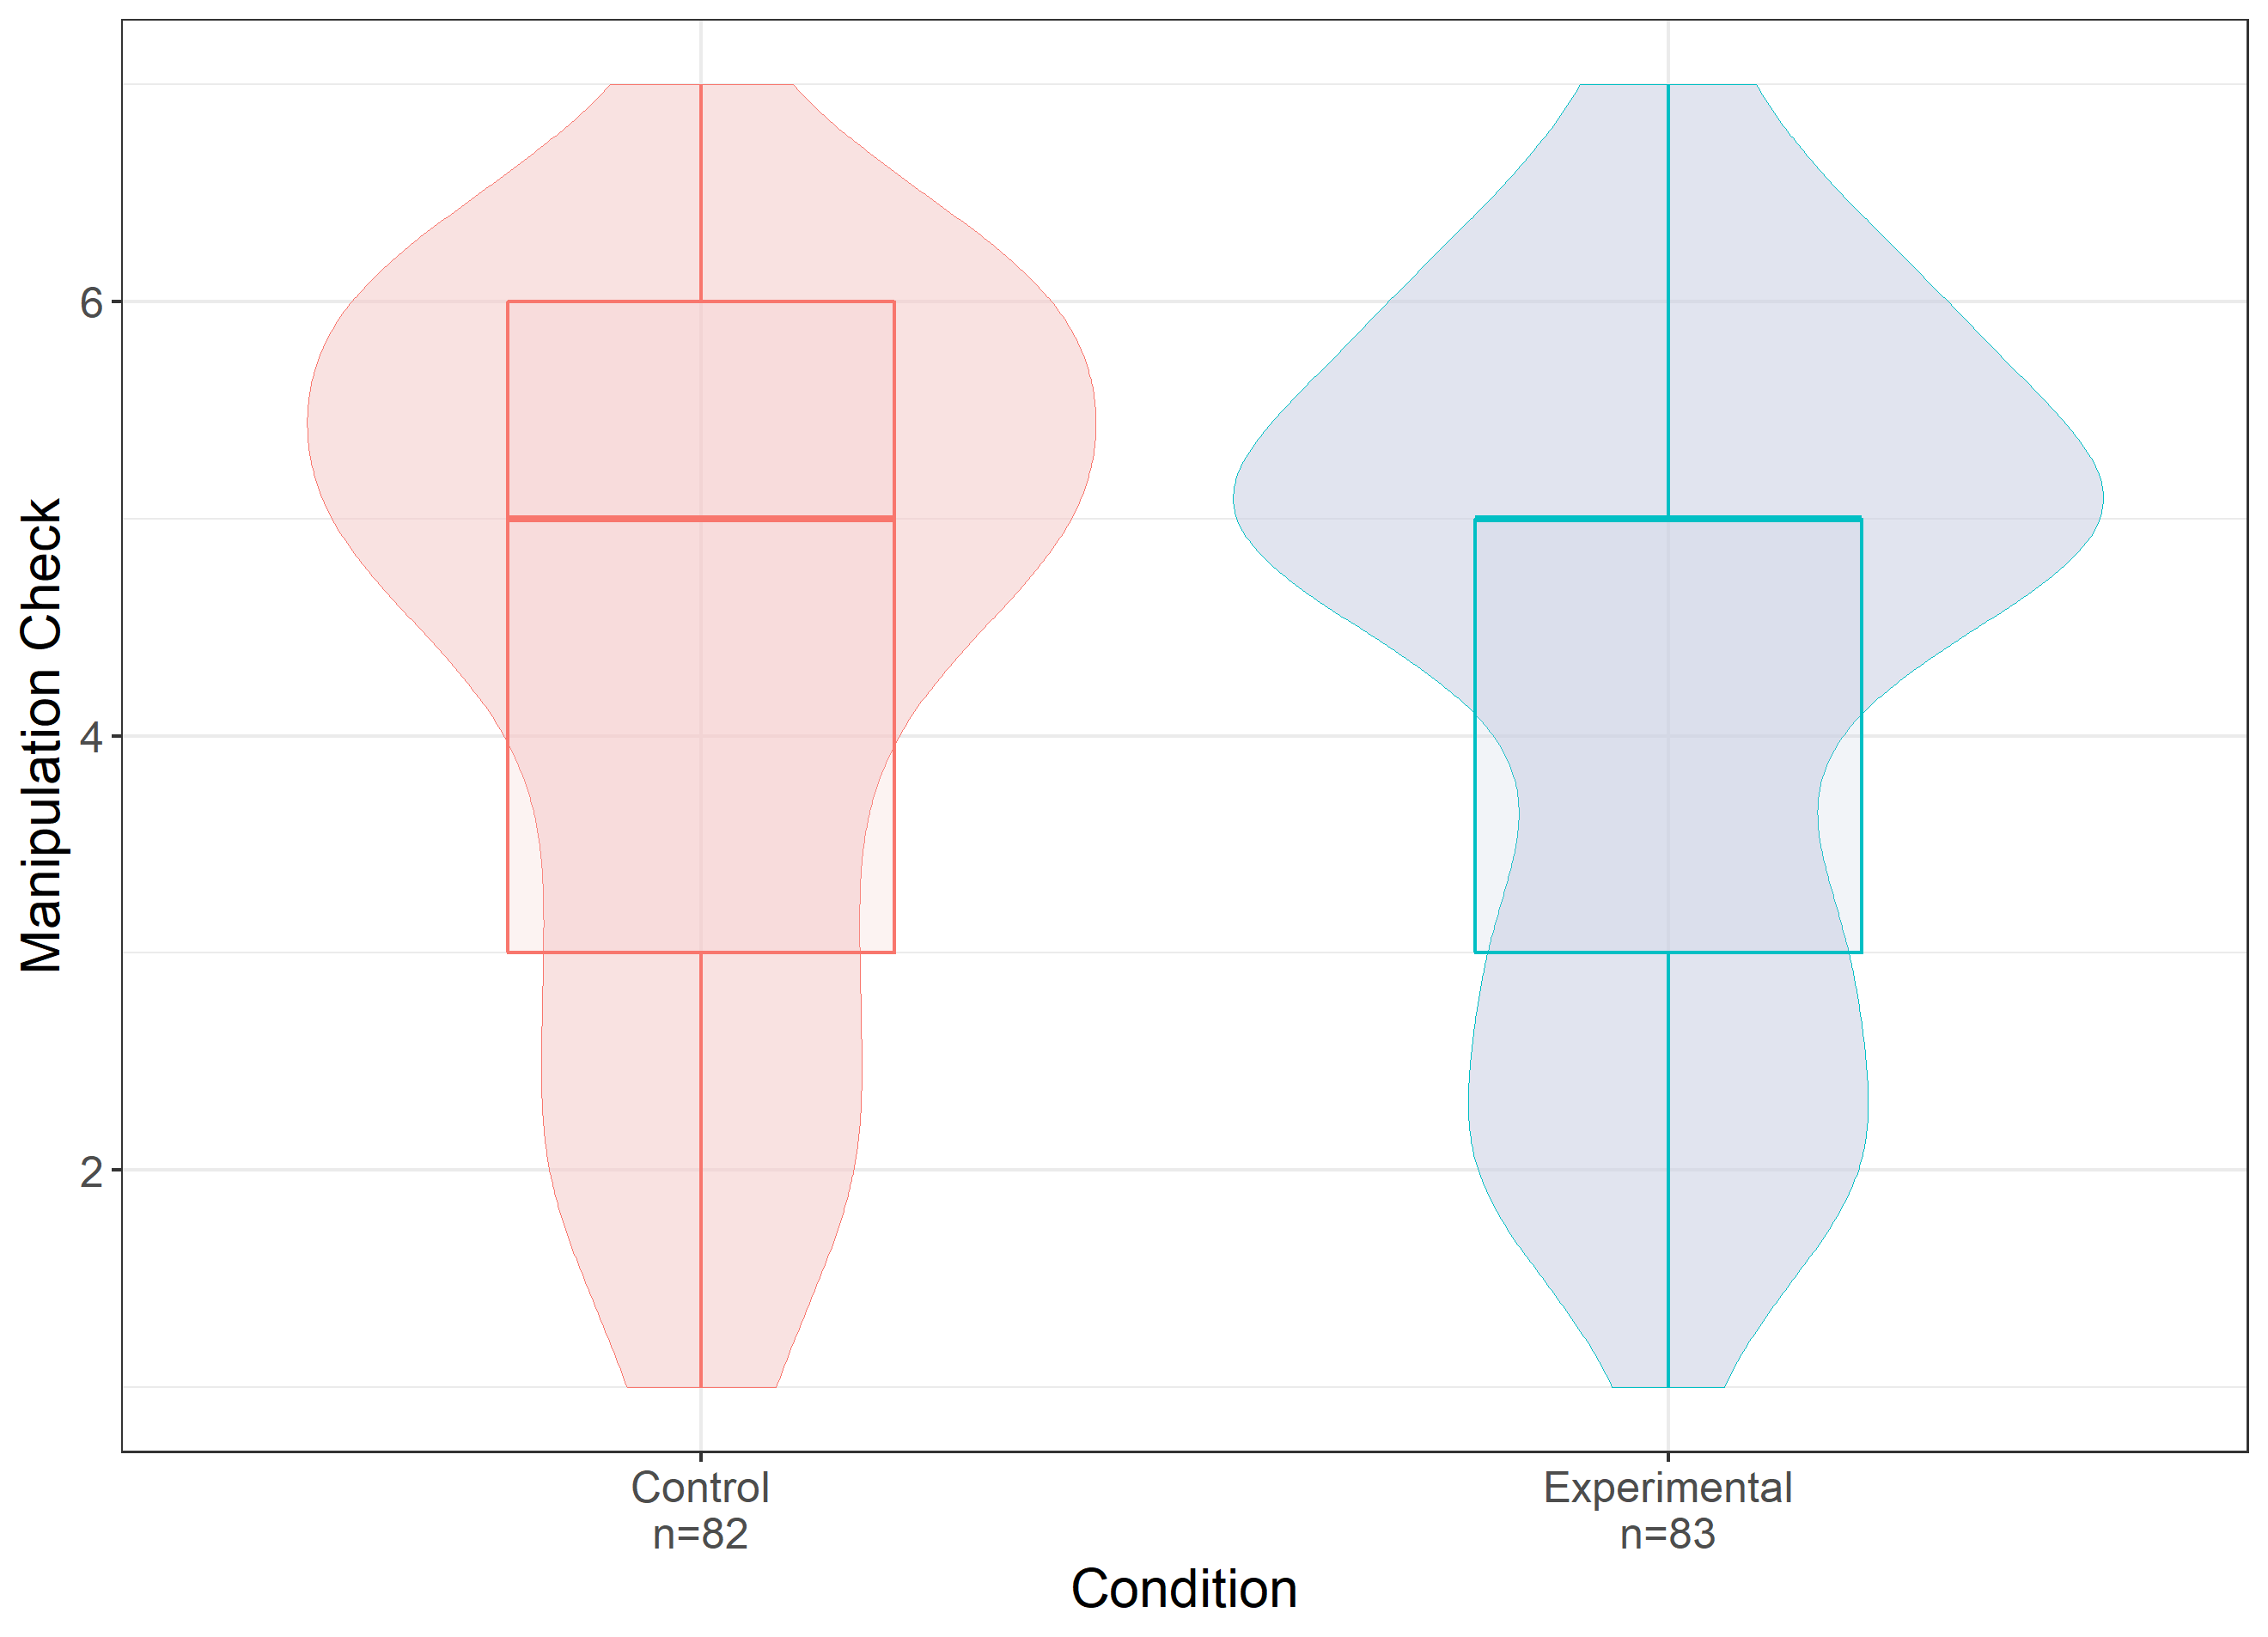 Manipulation Check
6
4
2
Control
n=82
Experimental
n=83
Condition